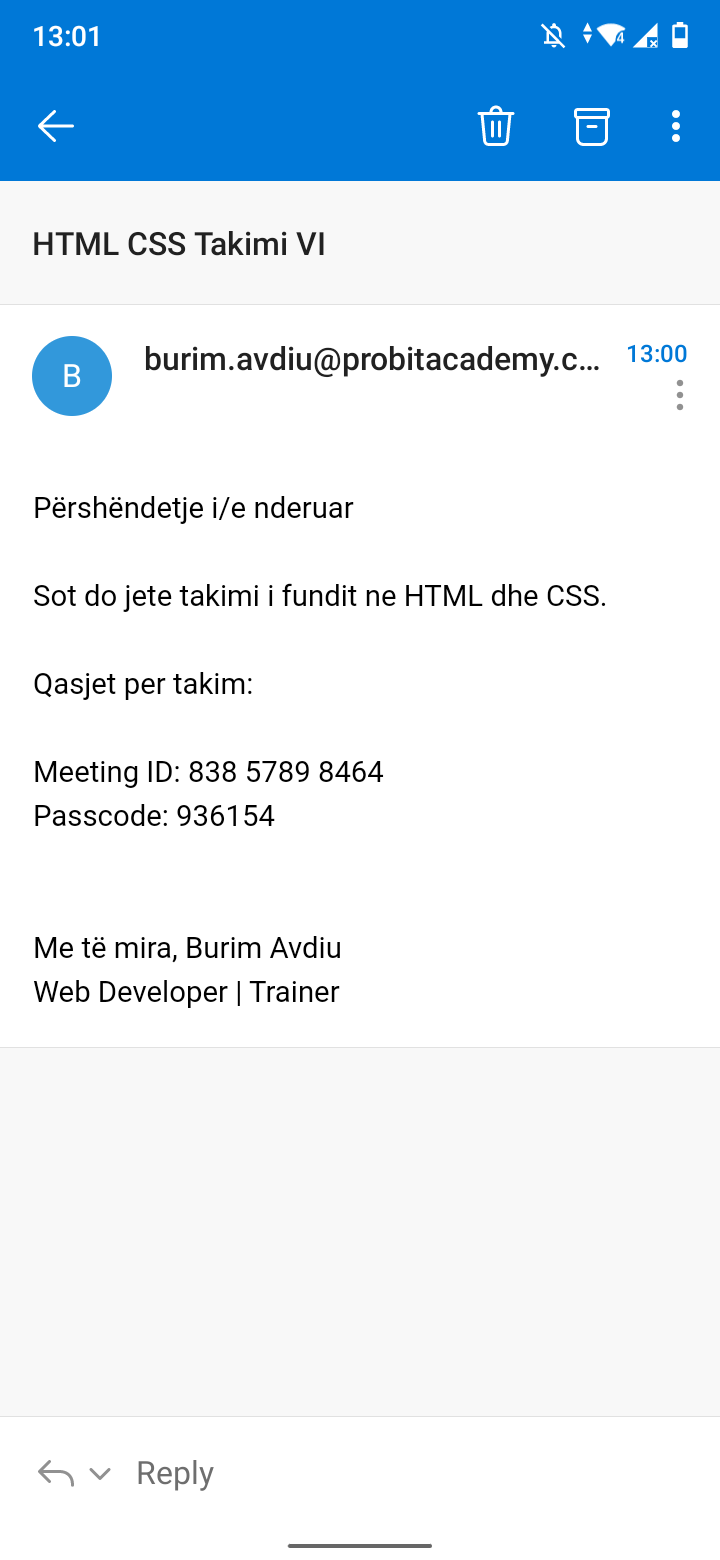 13:01
4
HTML CSS Takimi VI
B
burim.avdiu@probitacademy.c...
13:00
Përshëndetje i/e nderuar
Sot do jete takimi i fundit ne HTML dhe CSS.
Qasjet per takim:
Meeting ID: 838 5789 8464
Passcode: 936154
Me të mira, Burim Avdiu
Web Developer | Trainer
Reply